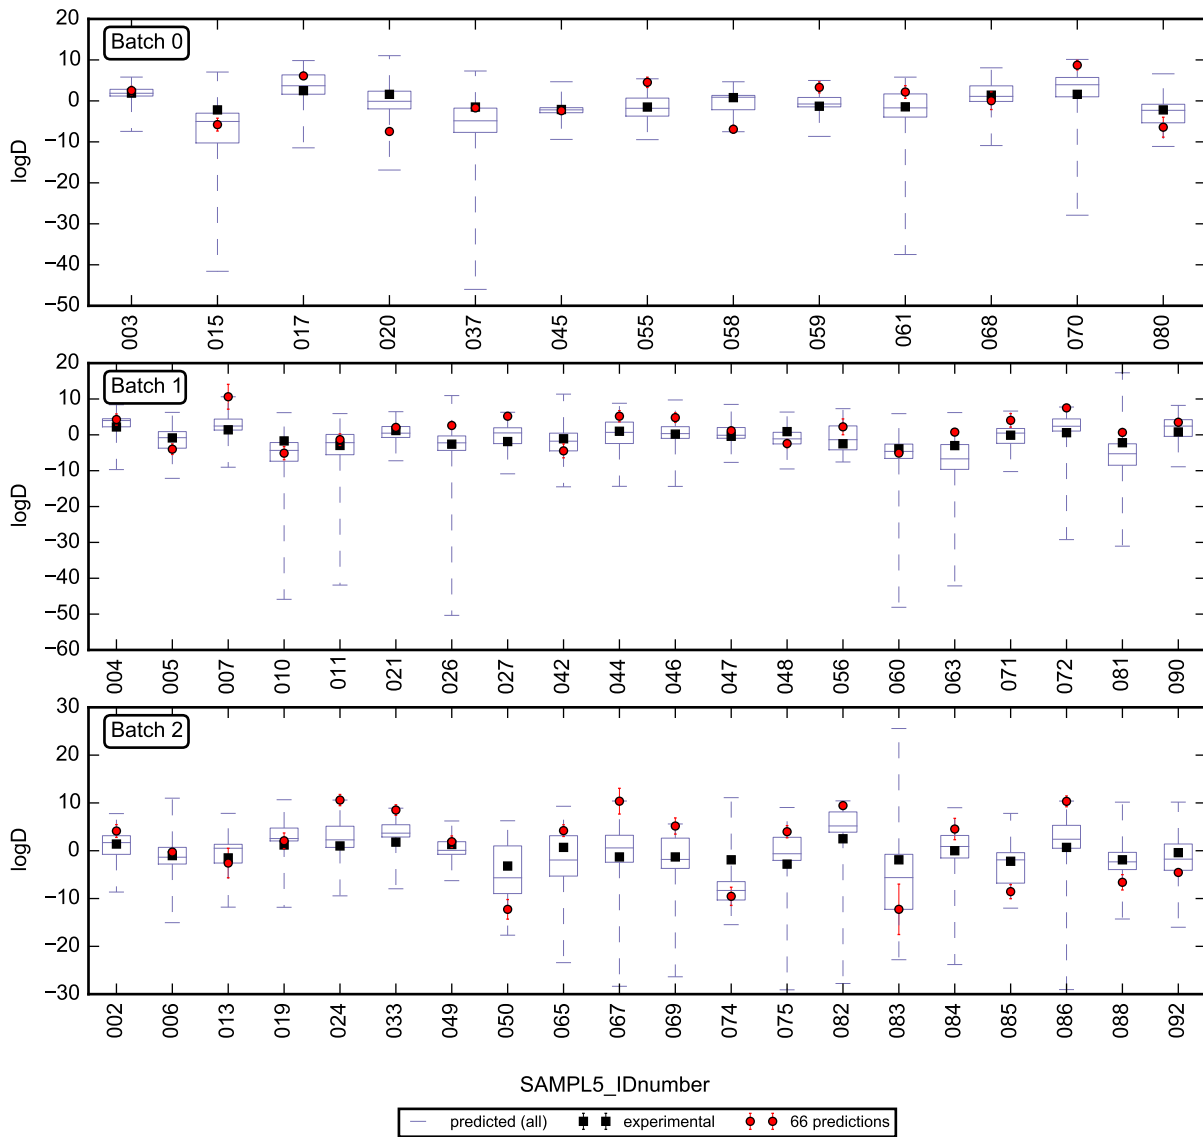 20
Batch 0
10
0
−10
−20
−30
−40
−50
logD
003 015 017 020 037 045 055 058 059 061 068 070 080
20
Batch 1
10
0
−10
−20
−30
−40
−50
−60
logD
004 005 007 010 011 021 026 027 042 044 046 047 048 056 060 063 071 072 081 090
30
Batch 2
20
10
0
−10
−20
−30
logD
002 006 013 019 024 033 049 050 065 067 069 074 075 082 083 084 085 086 088 092
SAMPL5_IDnumber
predicted (all) experimental 66 predictions